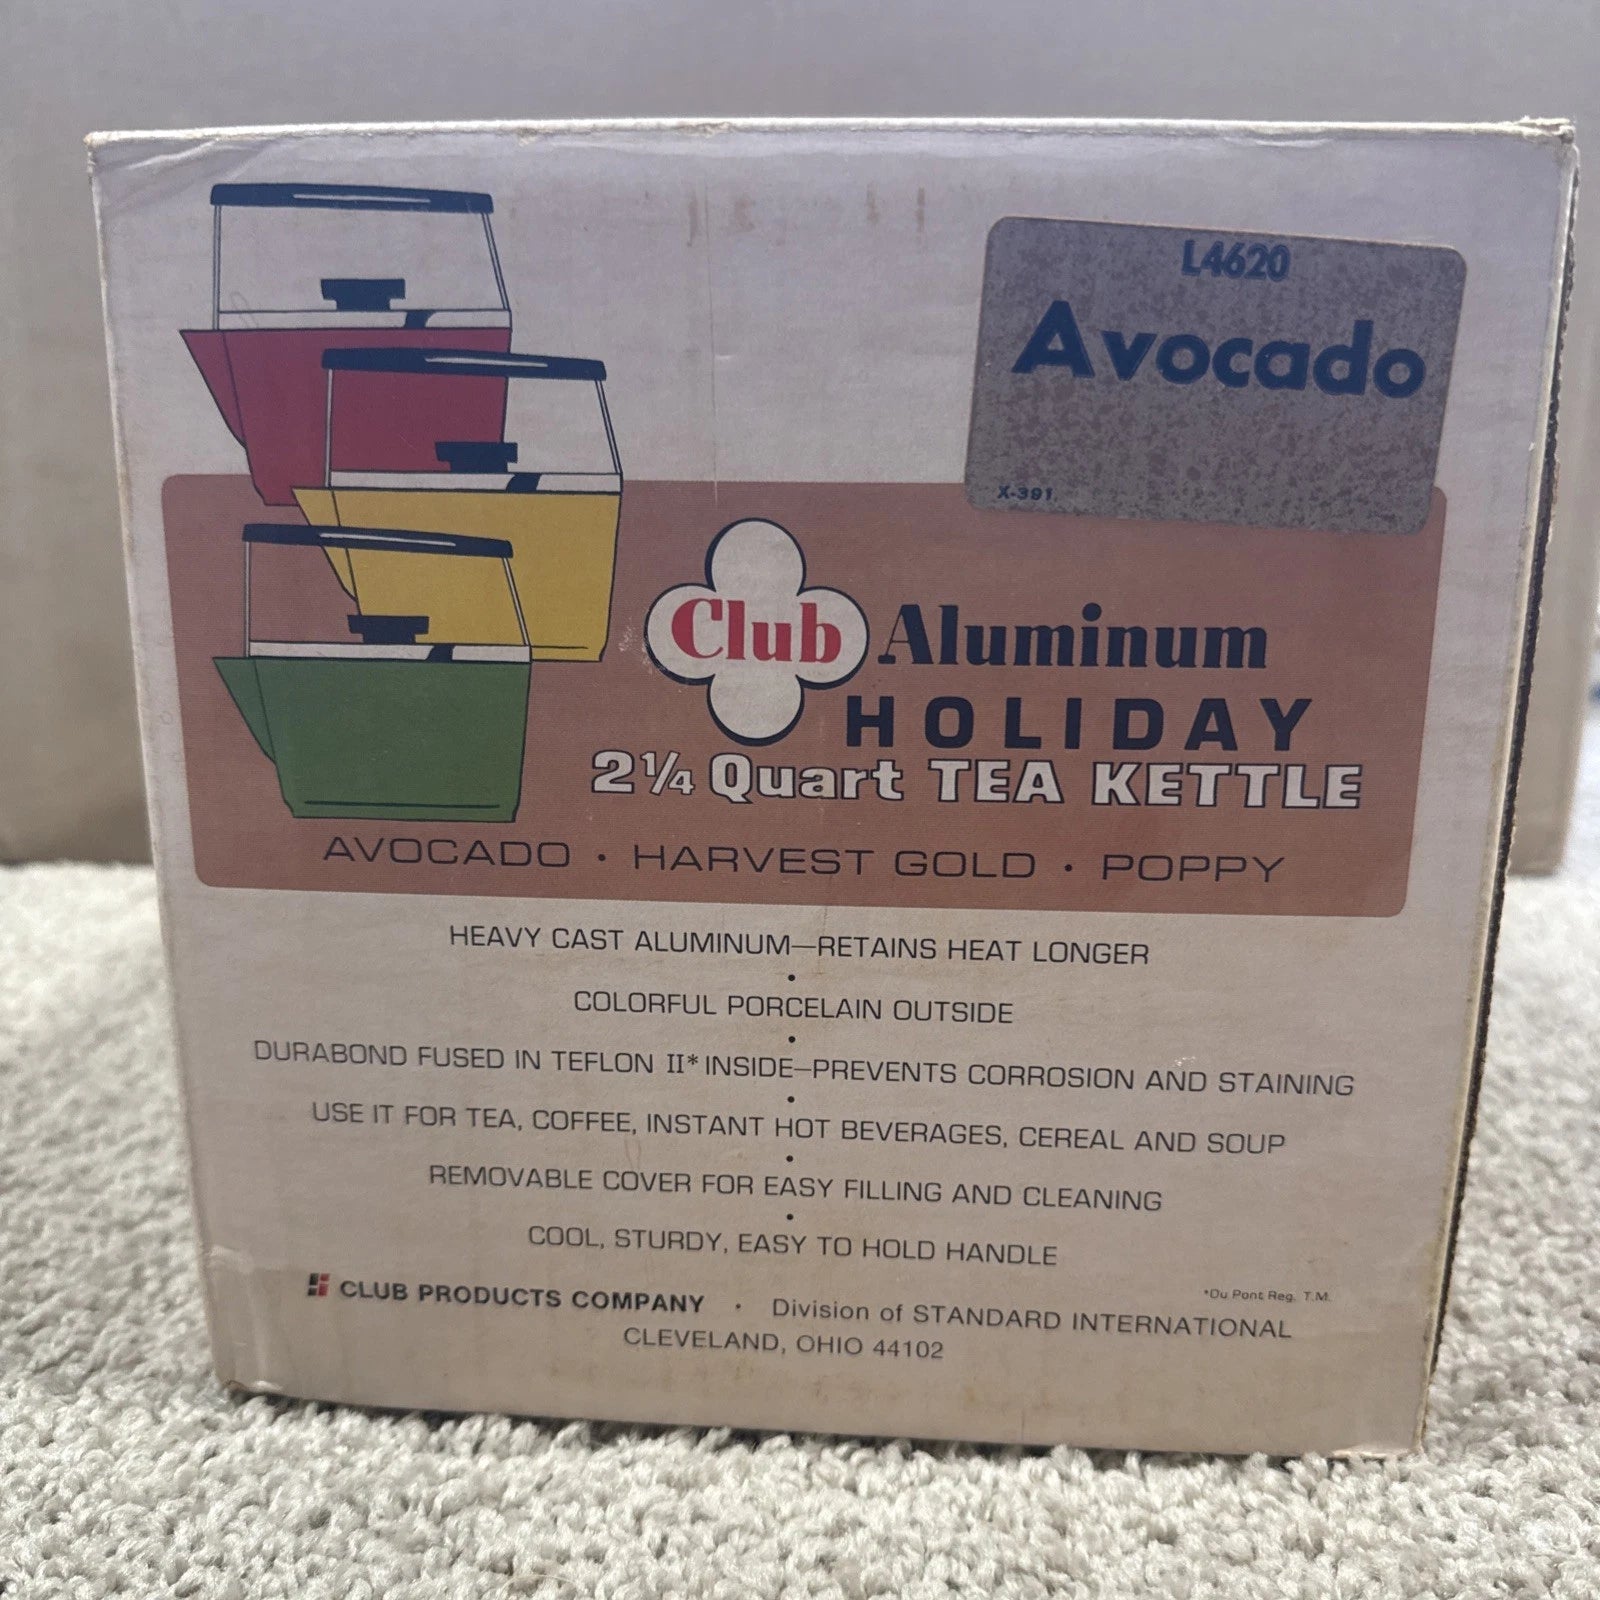 L4620
Avocado
X-391
Club Aluminum
HOLIDAY
2¼ Quart TEA KETTLE
AVOCADO • HARVEST GOLD • POPPY
HEAVY CAST ALUMINUM—RETAINS HEAT LONGER
•
COLORFUL PORCELAIN OUTSIDE
•
DURABOND FUSED IN TEFLON II* INSIDE—PREVENTS CORROSION AND STAINING
•
USE IT FOR TEA, COFFEE, INSTANT HOT BEVERAGES, CEREAL AND SOUP
•
REMOVABLE COVER FOR EASY FILLING AND CLEANING
•
COOL, STURDY, EASY TO HOLD HANDLE
*Du Pont Reg. T.M.
CLUB PRODUCTS COMPANY • Division of STANDARD INTERNATIONAL
CLEVELAND, OHIO 44102